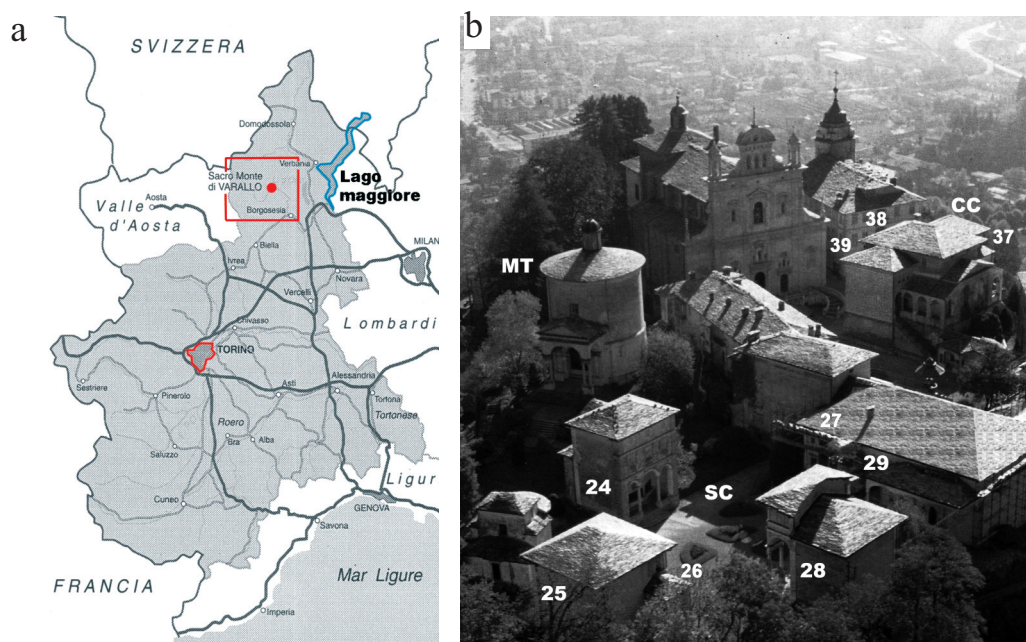 a
SVIZZERA
Domodossola
Verbania
Sacro Monte
di VARALLO
Lago
maggiore
Aosta
Valle
d'Aosta
Borgosesia
Biella
Ivrea
MILAN
Novara
Vercelli
Lombardi
Chivasso
TORINO
Sestriere
Pinerolo
Asti
Alessandria
Tortona
Tortonese
Roero
Bra
Alba
Saluzzo
Ligur
Cuneo
GENOVA
Savona
FRANCIA
Mar Ligure
Imperia
b
38
CC
37
39
MT
27
29
24
SC
26
25
28